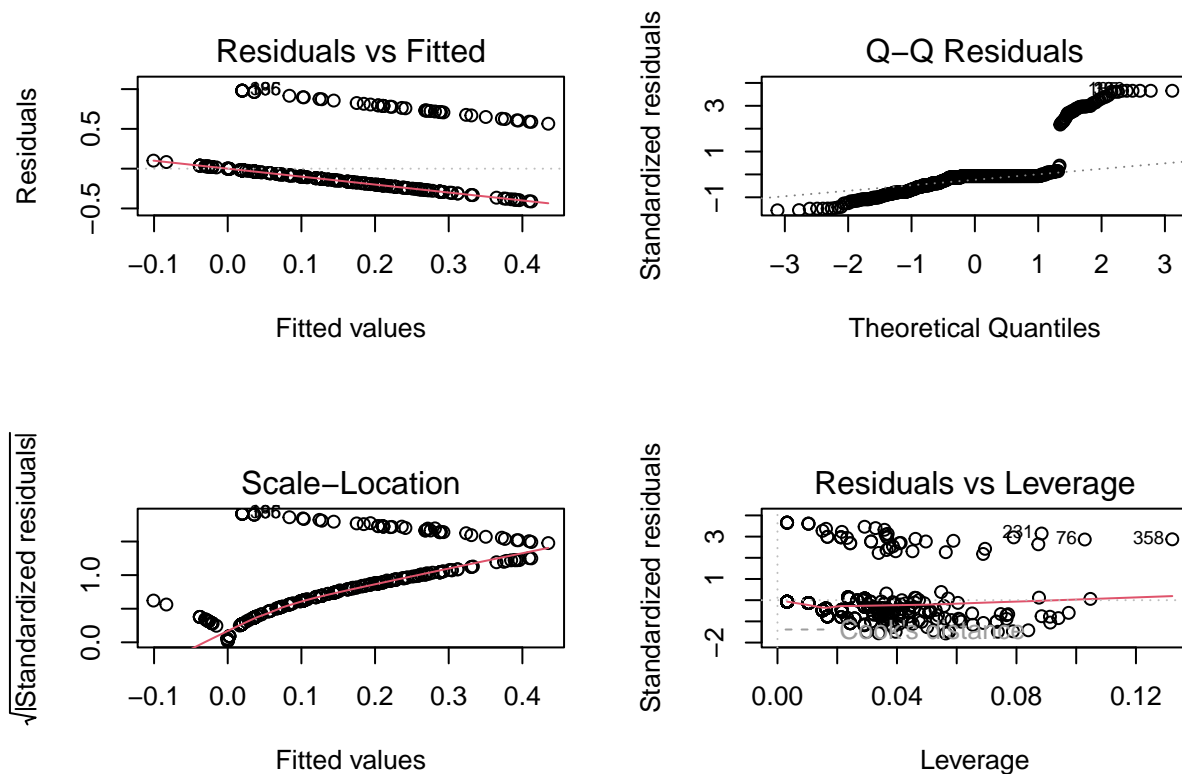 Residuals vs Fitted
Residuals
0.5
−0.5
−0.1 0.0 0.1 0.2 0.3 0.4
Fitted values
Q−Q Residuals
Standardized residuals
3
1
−1
−3 −2 −1 0 1 2 3
Theoretical Quantiles
Scale−Location
√|Standardized residuals|
1.0
0.0
−0.1 0.0 0.1 0.2 0.3 0.4
Fitted values
Residuals vs Leverage
Standardized residuals
3
1
−2
231
76
358
Cook's distance
0.00 0.04 0.08 0.12
Leverage